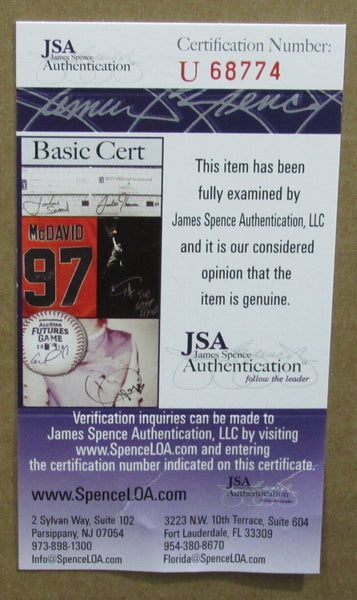 JSA
James Spence
Authentication
Certification Number:
U 68774
James Spence
Basic Cert
McDAVID
97
ALL-STAR
FUTURES
GAME
This item has been
fully examined by
James Spence Authentication, LLC
and it is our considered
opinion that the
item is genuine.
JSA
James Spence
Authentication
follow the leader
Verification inquiries can be made to
James Spence Authentication, LLC by visiting
www.SpenceLOA.com and entering
the certification number indicated on this certificate.
www.SpenceLOA.com
JSA
Authentication
follow the leader
2 Sylvan Way, Suite 102
Parsippany, NJ 07054
973-898-1300
Info@SpenceLOA.com
3223 N.W. 10th Terrace, Suite 604
Fort Lauderdale, FL 33309
954-380-8670
Florida@SpenceLOA.com